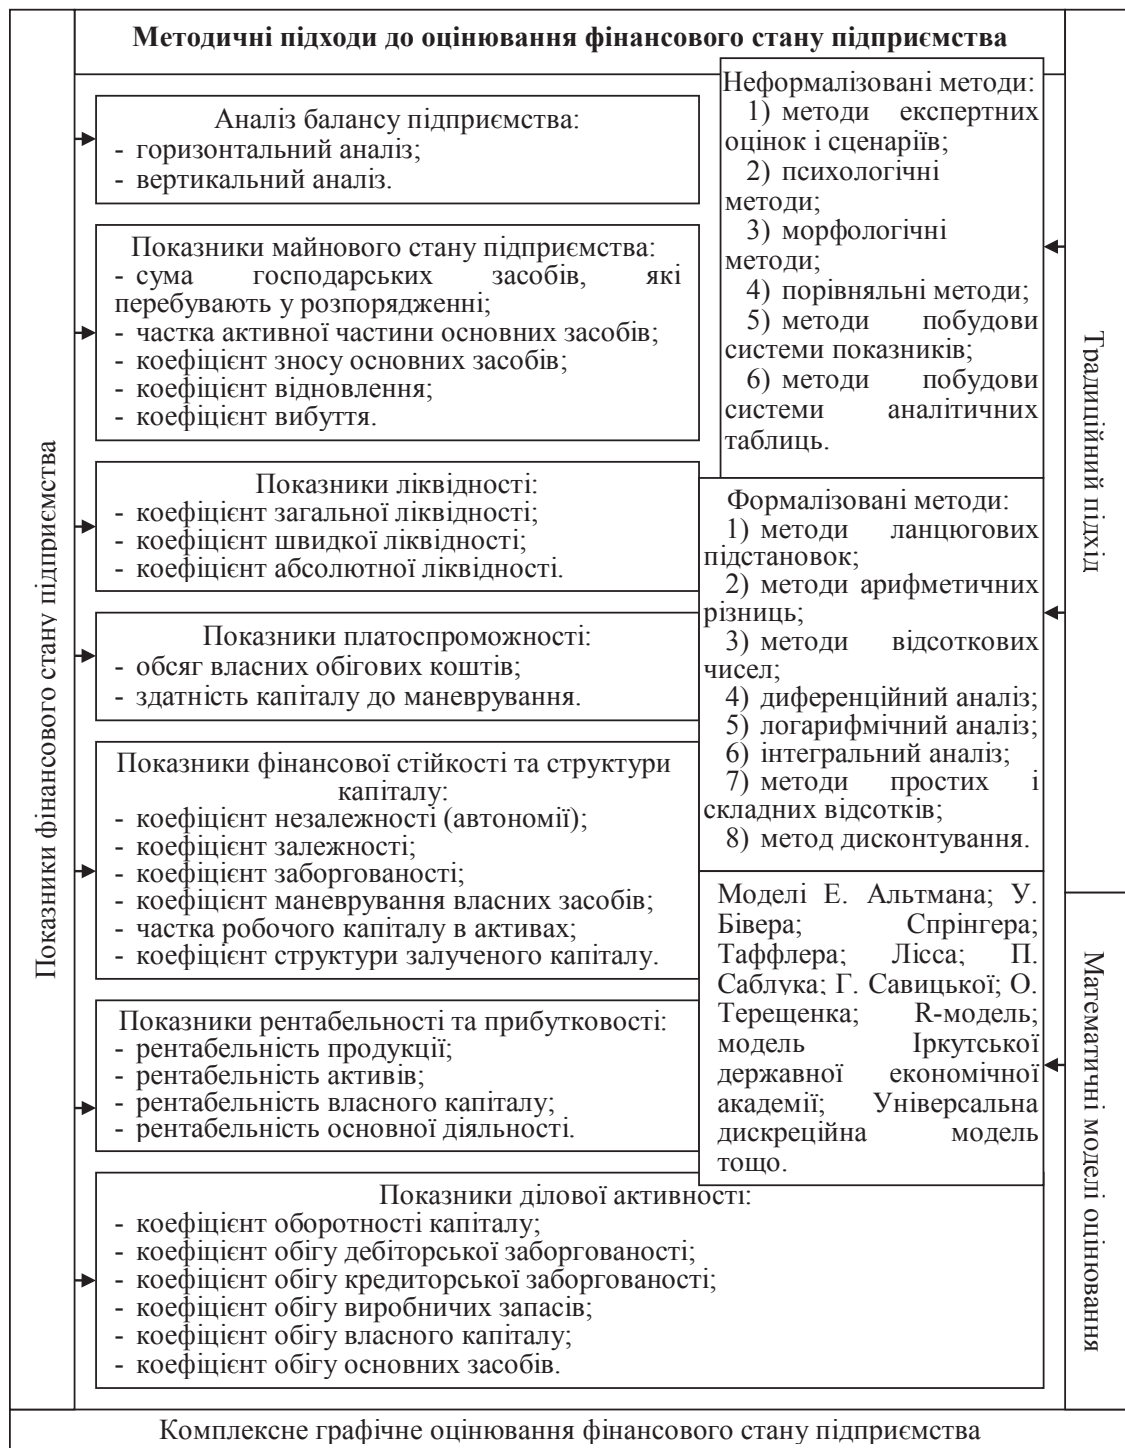 Методичні підходи до оцінювання фінансового стану підприємства
Показники фінансового стану підприємства
Аналіз балансу підприємства:
- горизонтальний аналіз;
- вертикальний аналіз.
Показники майнового стану підприємства:
- сума господарських засобів, які
перебувають у розпорядженні;
- частка активної частини основних засобів;
- коефіцієнт зносу основних засобів;
- коефіцієнт відновлення;
- коефіцієнт вибуття.
Показники ліквідності:
- коефіцієнт загальної ліквідності;
- коефіцієнт швидкої ліквідності;
- коефіцієнт абсолютної ліквідності.
Показники платоспроможності:
- обсяг власних обігових коштів;
- здатність капіталу до маневрування.
Показники фінансової стійкості та структури
капіталу:
- коефіцієнт незалежності (автономії);
- коефіцієнт залежності;
- коефіцієнт заборгованості;
- коефіцієнт маневрування власних засобів;
- частка робочого капіталу в активах;
- коефіцієнт структури залученого капіталу.
Показники рентабельності та прибутковості:
- рентабельність продукції;
- рентабельність активів;
- рентабельність власного капіталу;
- рентабельність основної діяльності.
Показники ділової активності:
- коефіцієнт оборотності капіталу;
- коефіцієнт обігу дебіторської заборгованості;
- коефіцієнт обігу кредиторської заборгованості;
- коефіцієнт обігу виробничих запасів;
- коефіцієнт обігу власного капіталу;
- коефіцієнт обігу основних засобів.
Неформалізовані методи:
1) методи експертних
оцінок і сценаріїв;
2) психологічні
методи;
3) морфологічні
методи;
4) порівняльні методи;
5) методи побудови
системи показників;
6) методи побудови
системи аналітичних
таблиць.
Формалізовані методи:
1) методи ланцюгових
підстановок;
2) методи арифметичних
різниць;
3) методи відсоткових
чисел;
4) диференційний аналіз;
5) логарифмічний аналіз;
6) інтегральний аналіз;
7) методи простих і
складних відсотків;
8) метод дисконтування.
Моделі Е. Альтмана; У.
Бівера; Спрінгера;
Таффлера; Лісса; П.
Саблука; Г. Савицької; О.
Терещенка; R-модель;
модель Іркутської
державної економічної
академії; Універсальна
дискреційна модель
тощо.
Традиційний підхід
Математичні моделі оцінювання
Комплексне графічне оцінювання фінансового стану підприємства